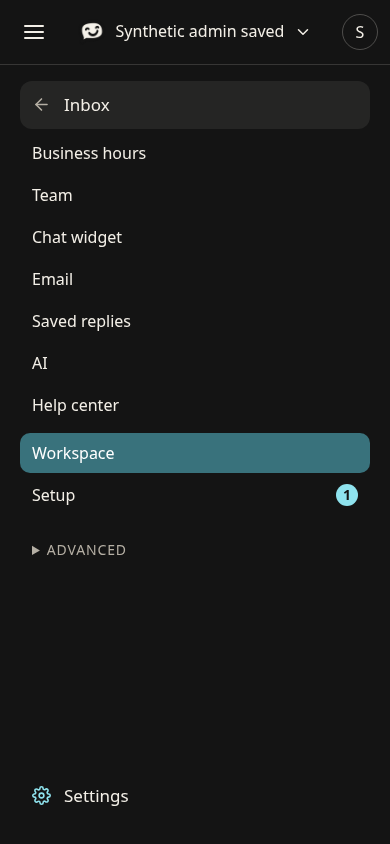 Synthetic admin saved
S
Inbox
Business hours
Team
Chat widget
Email
Saved replies
AI
Help center
Workspace
Setup 1
ADVANCED
Settings